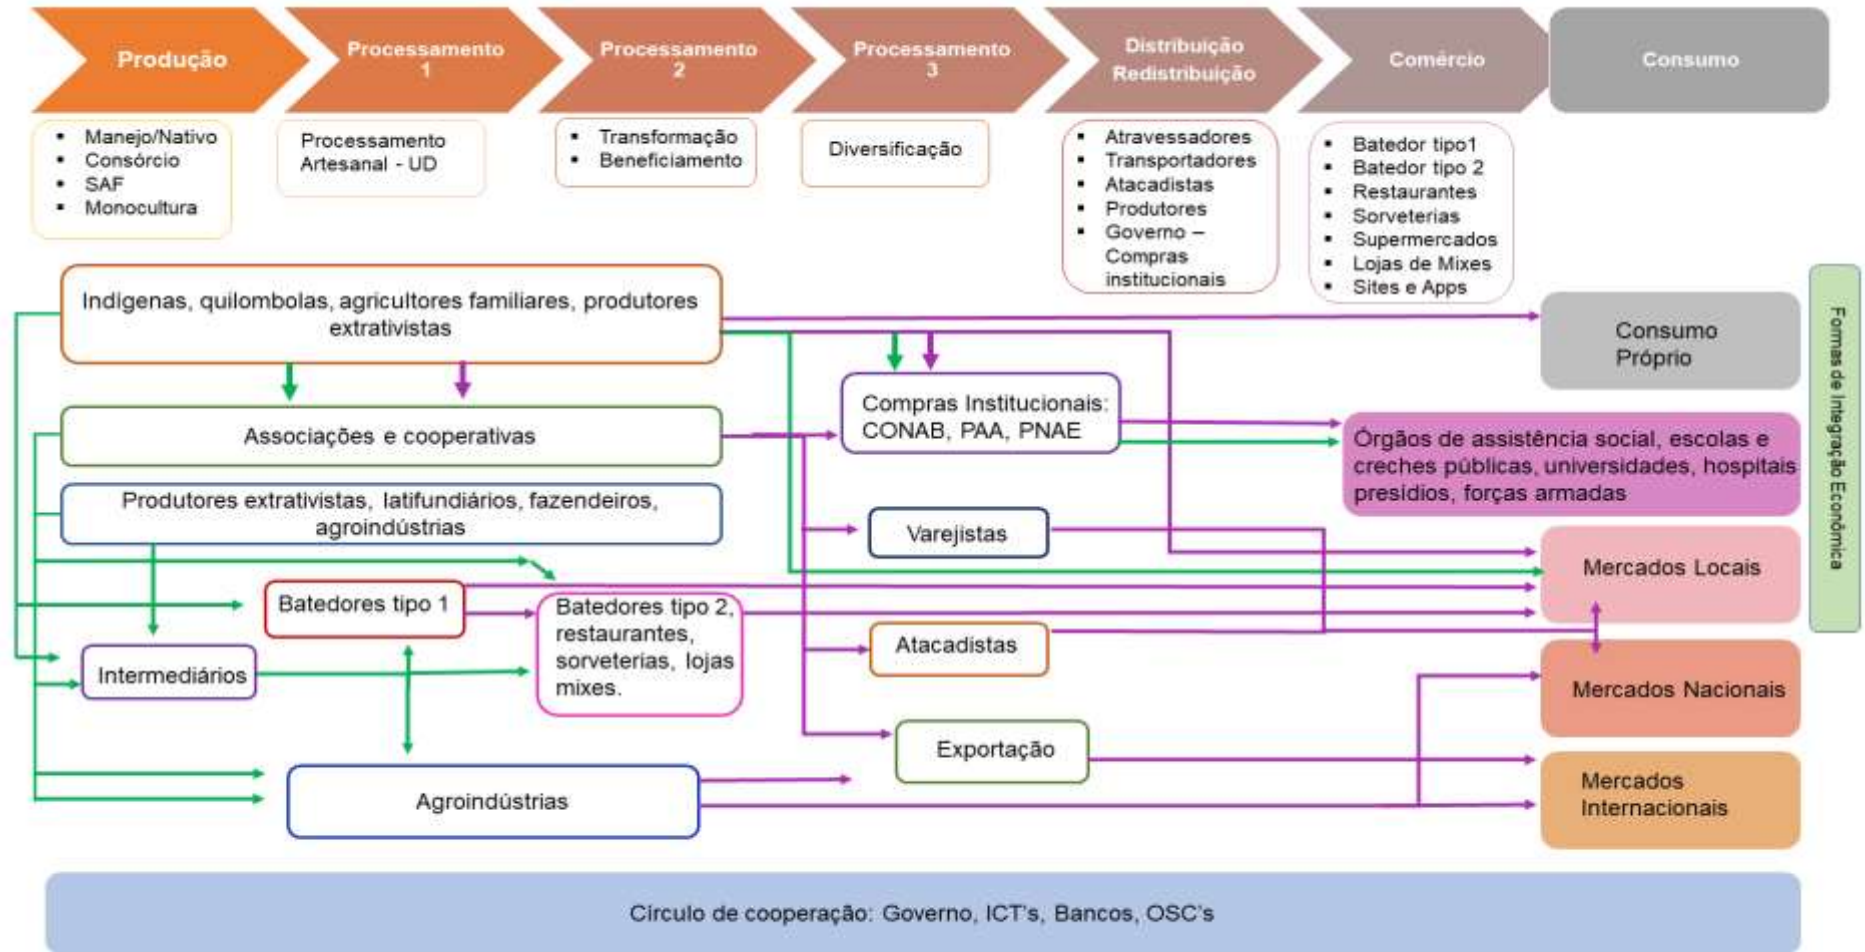 Produção
Processamento
1
Processamento
2
Processamento
3
Distribuição
Redistribuição
Comércio
Consumo
▪ Manejo/Nativo
▪ Consórcio
▪ SAF
▪ Monocultura
Processamento
Artesanal - UD
▪ Transformação
▪ Beneficiamento
Diversificação
▪ Atravessadores
▪ Transportadores
▪ Atacadistas
▪ Produtores
▪ Governo –
Compras
institucionais
▪ Batedor tipo1
▪ Batedor tipo 2
▪ Restaurantes
▪ Sorveterias
▪ Supermercados
▪ Lojas de Mixes
▪ Sites e Apps
Indígenas, quilombolas, agricultores familiares, produtores
extrativistas
Consumo
Próprio
Formas de Integração Econômica
Associações e cooperativas
Compras Institucionais:
CONAB, PAA, PNAE
Órgãos de assistência social, escolas e
creches públicas, universidades, hospitais
presídios, forças armadas
Produtores extrativistas, latifundiários, fazendeiros,
agroindústrias
Varejistas
Mercados Locais
Batedores tipo 1
Batedores tipo 2,
restaurantes,
sorveterias, lojas
mixes.
Atacadistas
Intermediários
Mercados Nacionais
Exportação
Agroindústrias
Mercados
Internacionais
Círculo de cooperação: Governo, ICT's, Bancos, OSC's